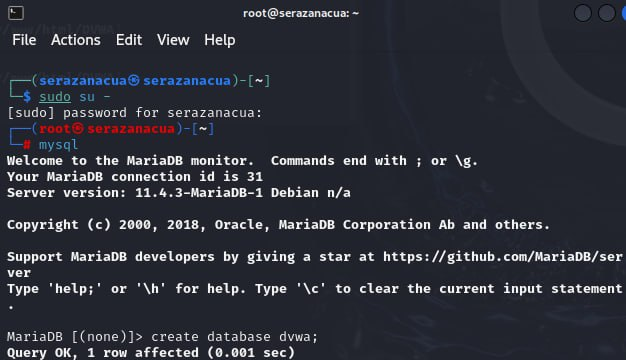 root@serazanacua: ~
File Actions Edit View Help
┌──(serazanacua㉿serazanacua)-[~]
└─$ sudo su -
[sudo] password for serazanacua:
┌──(root㉿serazanacua)-[~]
└─# mysql
Welcome to the MariaDB monitor.  Commands end with ; or \g.
Your MariaDB connection id is 31
Server version: 11.4.3-MariaDB-1 Debian n/a
Copyright (c) 2000, 2018, Oracle, MariaDB Corporation Ab and others.
Support MariaDB developers by giving a star at https://github.com/MariaDB/ser
ver
Type 'help;' or '\h' for help. Type '\c' to clear the current input statement
.
MariaDB [(none)]> create database dvwa;
Query OK, 1 row affected (0.001 sec)